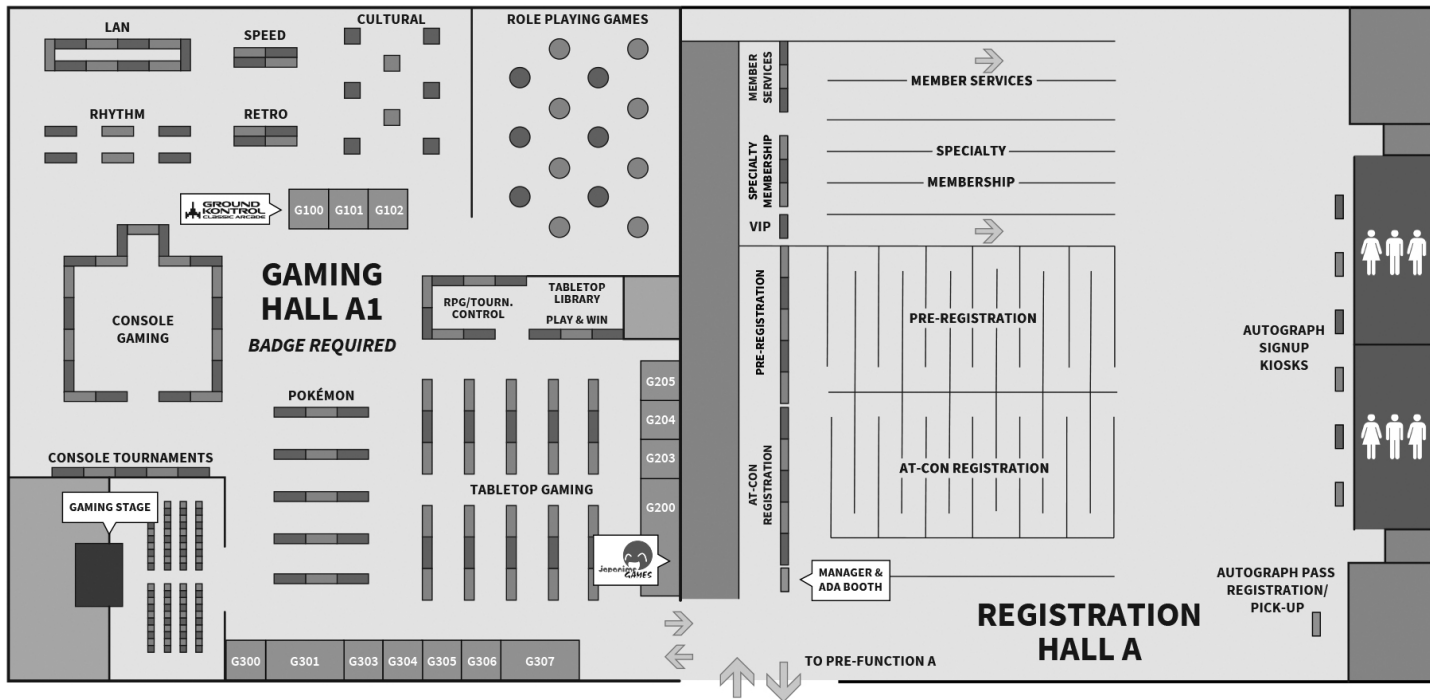 LAN
SPEED
CULTURAL
ROLE PLAYING GAMES
RHYTHM
RETRO
GROUND
KONTROL
CLASSIC ARCADE
G100
G101
G102
GAMING
HALL A1
BADGE REQUIRED
CONSOLE
GAMING
RPG/TOURN.
CONTROL
TABLETOP
LIBRARY
PLAY & WIN
POKÉMON
G205
G204
G203
G200
TABLETOP GAMING
Japanime
GAMES
CONSOLE TOURNAMENTS
GAMING STAGE
G300
G301
G303
G304
G305
G306
G307
MEMBER
SERVICES
MEMBER SERVICES
SPECIALTY
MEMBERSHIP
SPECIALTY
MEMBERSHIP
VIP
PRE-REGISTRATION
PRE-REGISTRATION
AT-CON
REGISTRATION
AT-CON REGISTRATION
MANAGER &
ADA BOOTH
AUTOGRAPH
SIGNUP
KIOSKS
AUTOGRAPH PASS
REGISTRATION/
PICK-UP
REGISTRATION
HALL A
TO PRE-FUNCTION A